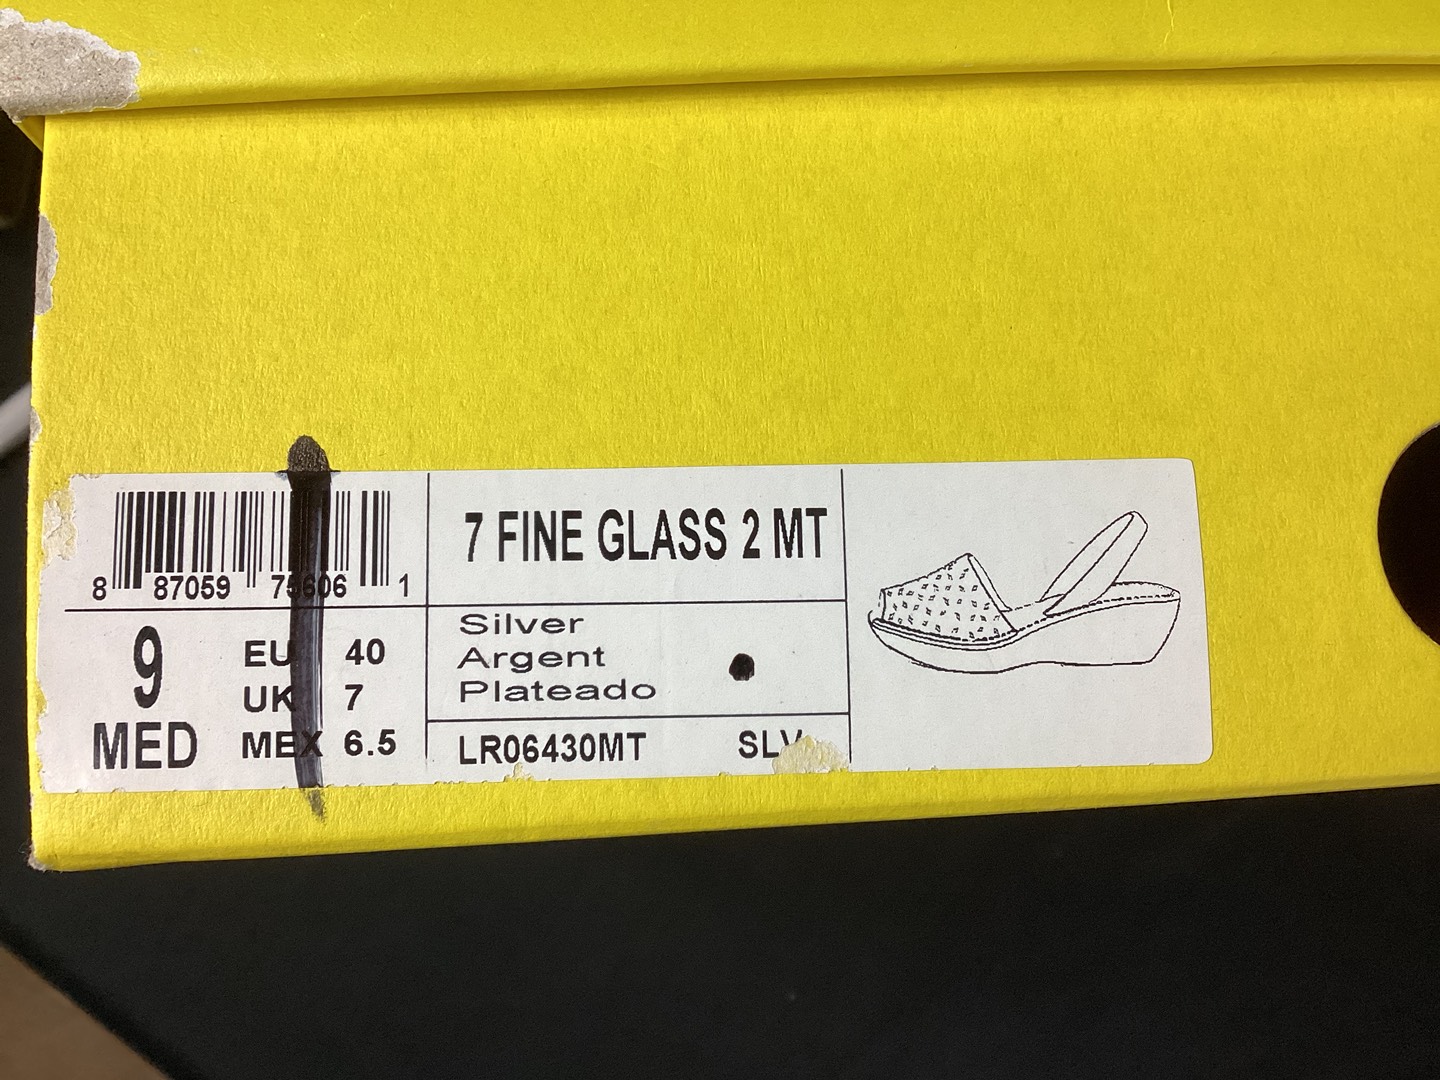 8 87059 75606 1
9
MED
EU 40
UK 7
MEX 6.5
7 FINE GLASS 2 MT
Silver
Argent
Plateado
LR06430MT SLV